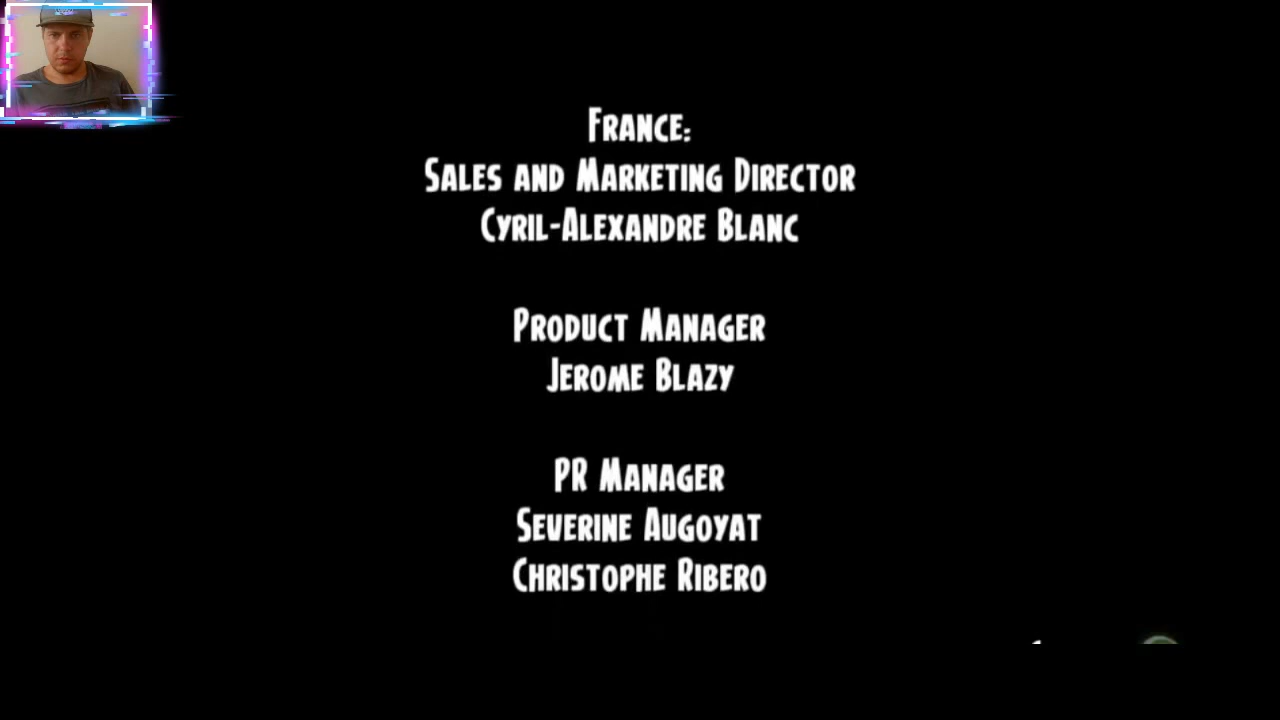 France:
Sales and Marketing Director
Cyril-Alexandre Blanc
Product Manager
Jerome Blazy
PR Manager
Severine Augoyat
Christophe Ribero